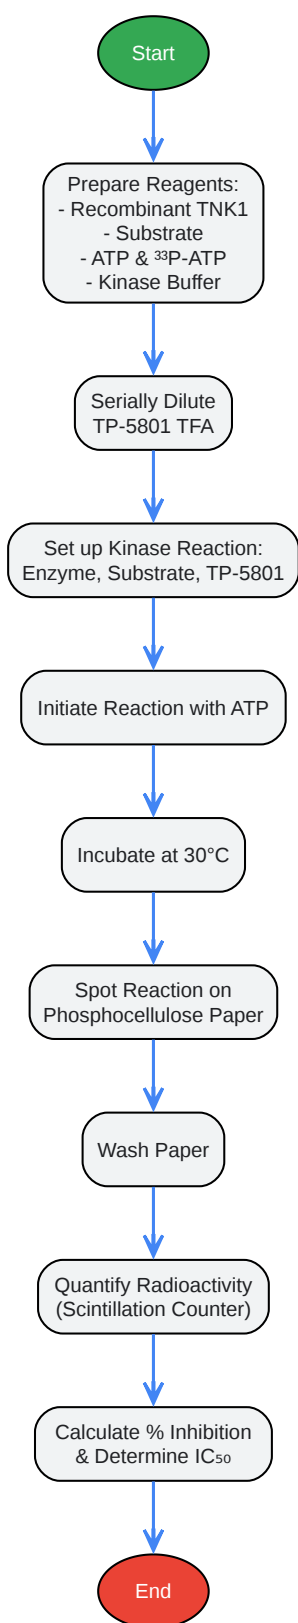 Start
Prepare Reagents:
- Recombinant TNK1
- Substrate
- ATP & ³³P-ATP
- Kinase Buffer
Serially Dilute
TP-5801 TFA
Set up Kinase Reaction:
Enzyme, Substrate, TP-5801
Initiate Reaction with ATP
Incubate at 30°C
Spot Reaction on
Phosphocellulose Paper
Wash Paper
Quantify Radioactivity
(Scintillation Counter)
Calculate % Inhibition
& Determine IC₅₀
End